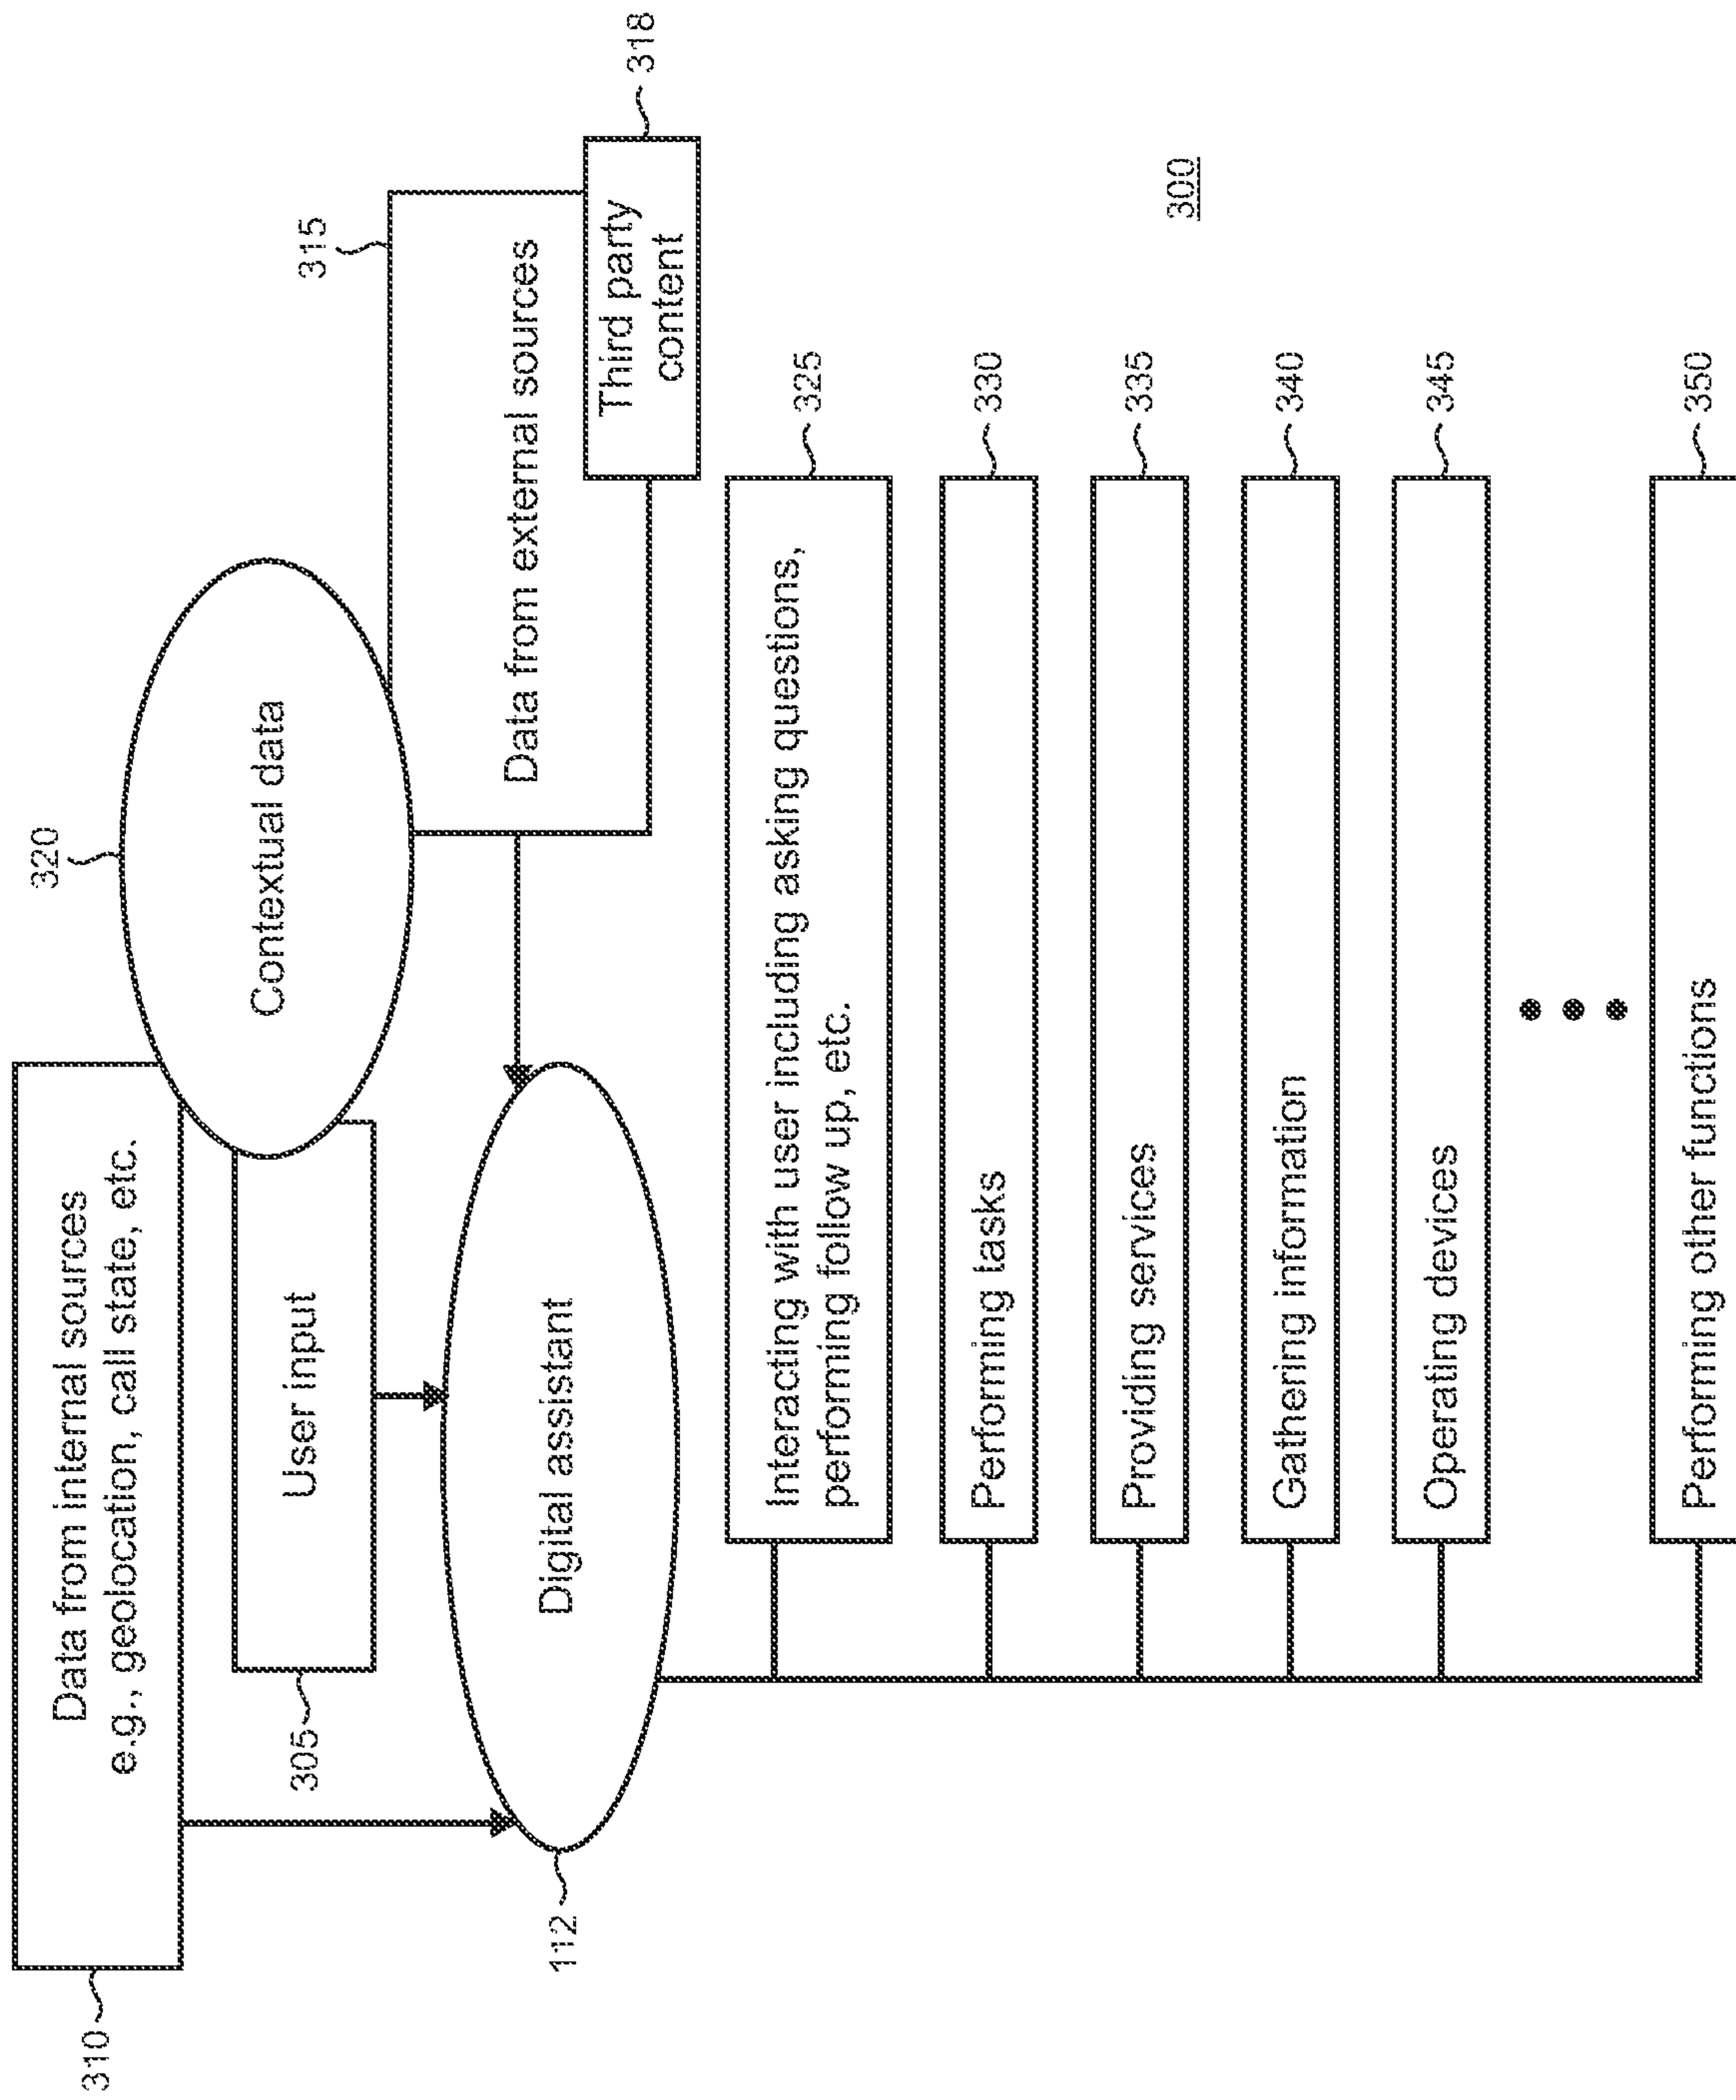 310
Data from internal sources
e.g., geolocation, call state, etc.
320
Contextual data
305
User input
315
Data from external sources
318
Third party
content
112
Digital assistant
Interacting with user including asking questions,
performing follow up, etc.
325
Performing tasks
330
Providing services
335
Gathering information
340
Operating devices
345
Performing other functions
350
300